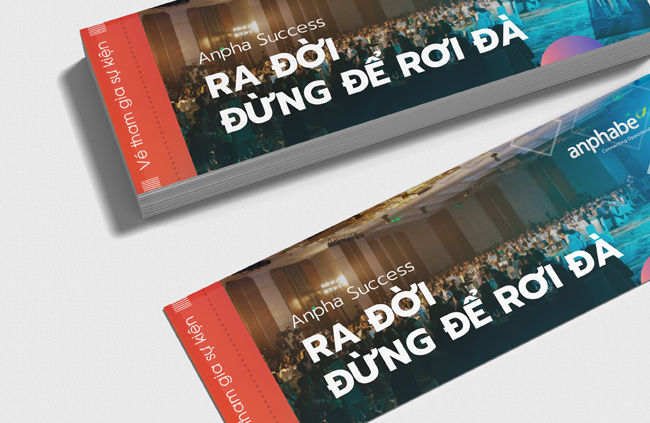 Vé tham gia sự kiện
Anpha Success
RA ĐỜI
ĐỪNG ĐỂ RƠI ĐÀ
anphabe
Connecting
tham gia sự kiện
Anpha Success
RA ĐỜI
ĐỪNG ĐỂ RƠI ĐÀ